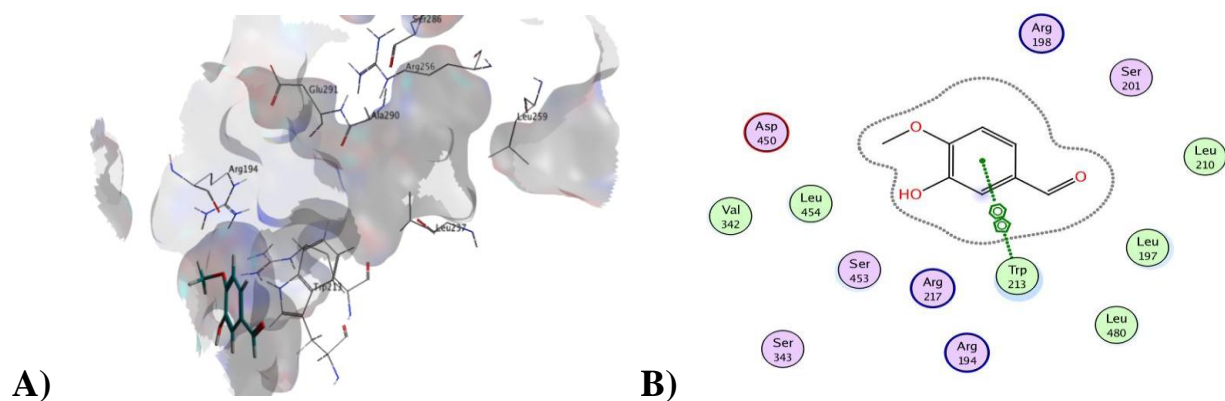 Ser286
Arg256
Glu291
Ala290
Leu259
Arg194
Leu237
Trp213
A)
Arg
198
Ser
201
Asp
450
O
Leu
210
O
HO
Leu
454
Val
342
Leu
197
Ser
453
Trp
213
Arg
217
Leu
480
Ser
343
Arg
194
B)